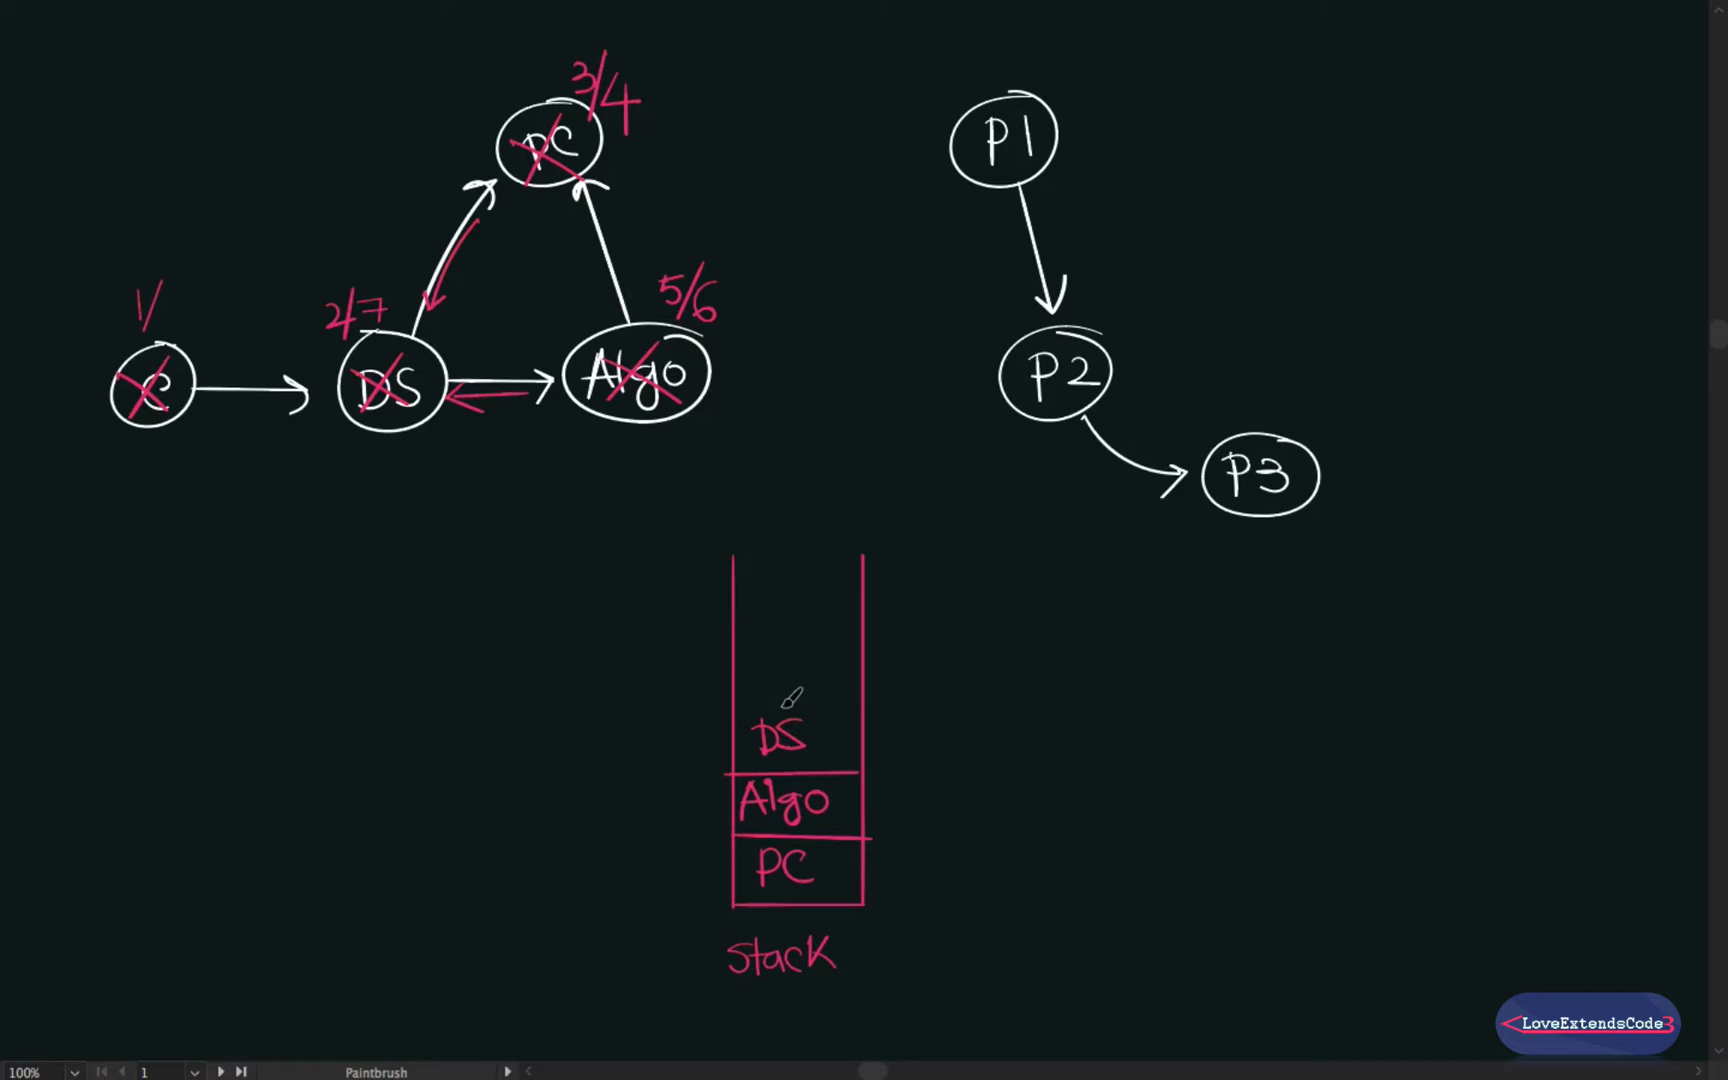 3/4
PC
P1
1/
2/7
5/6
C
DS
Algo
P2
P3
DS
Algo
PC
Stack
<LoveExtendsCode3
100%
1
Paintbrush